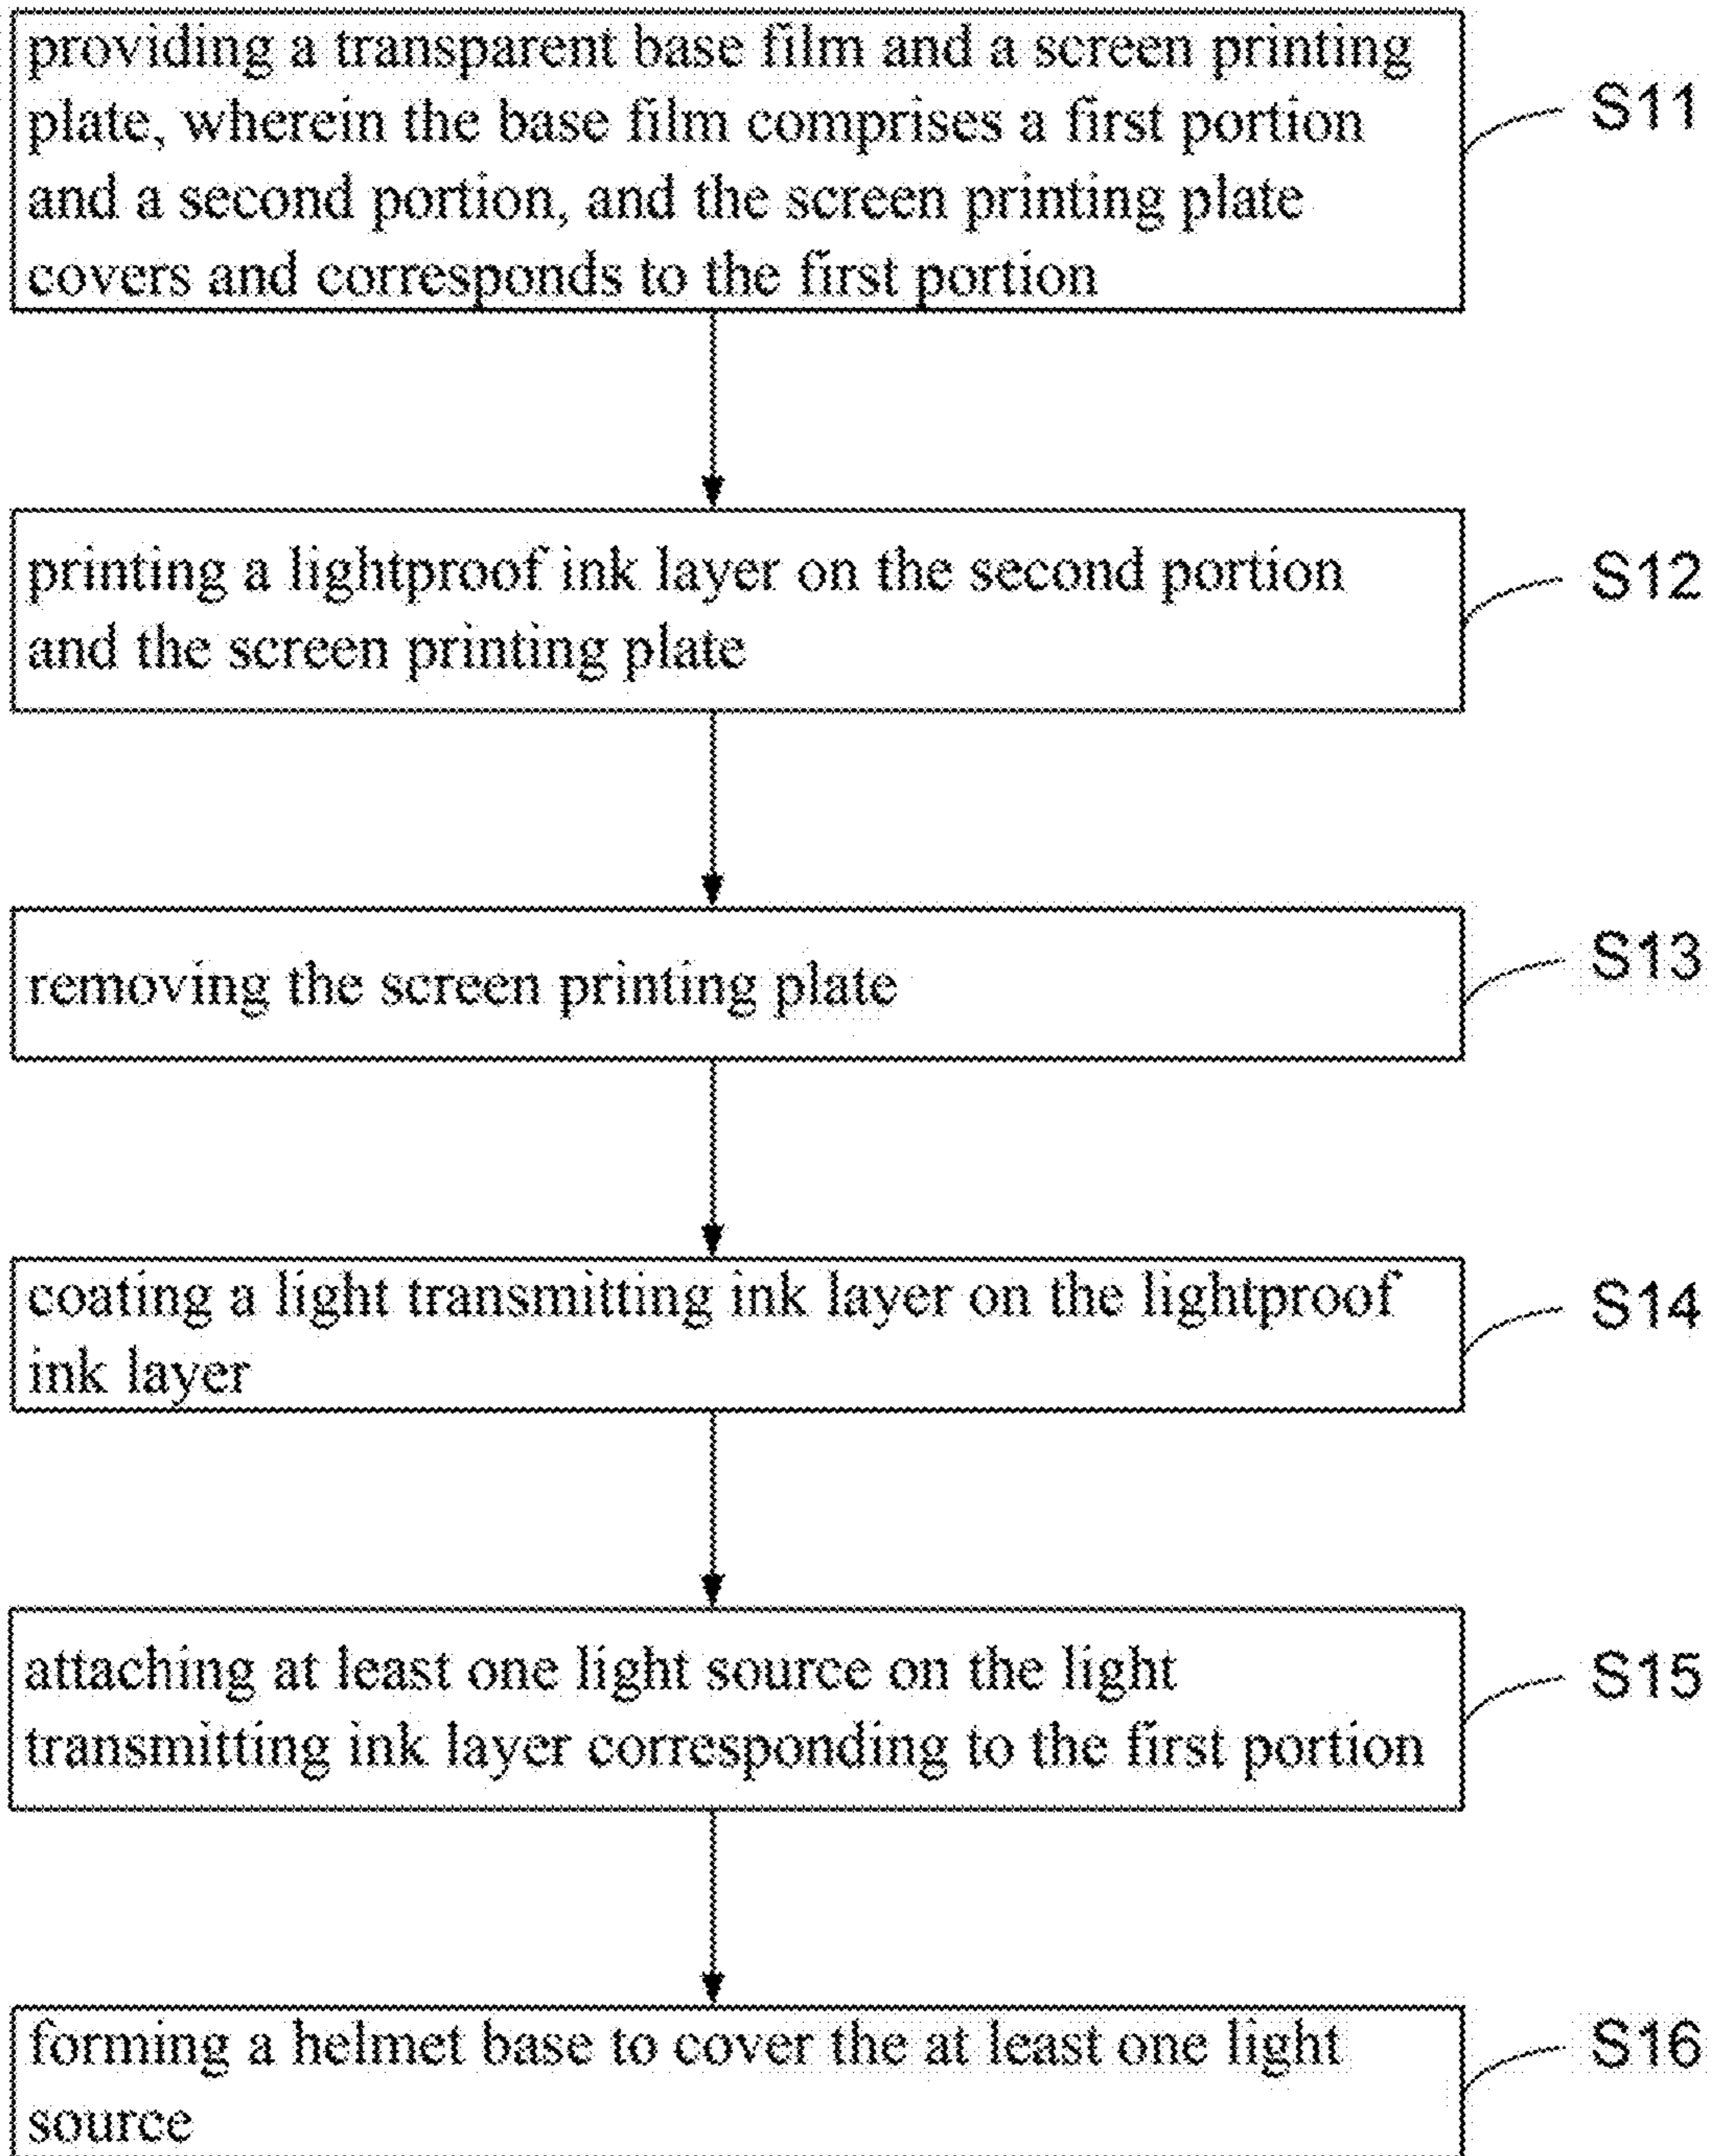 providing a transparent base film and a screen printing
plate, wherein the base film comprises a first portion
and a second portion, and the screen printing plate
covers and corresponds to the first portion
S11
printing a lightproof ink layer on the second portion
and the screen printing plate
S12
removing the screen printing plate
S13
coating a light transmitting ink layer on the lightproof
ink layer
S14
attaching at least one light source on the light
transmitting ink layer corresponding to the first portion
S15
forming a helmet base to cover the at least one light
source
S16